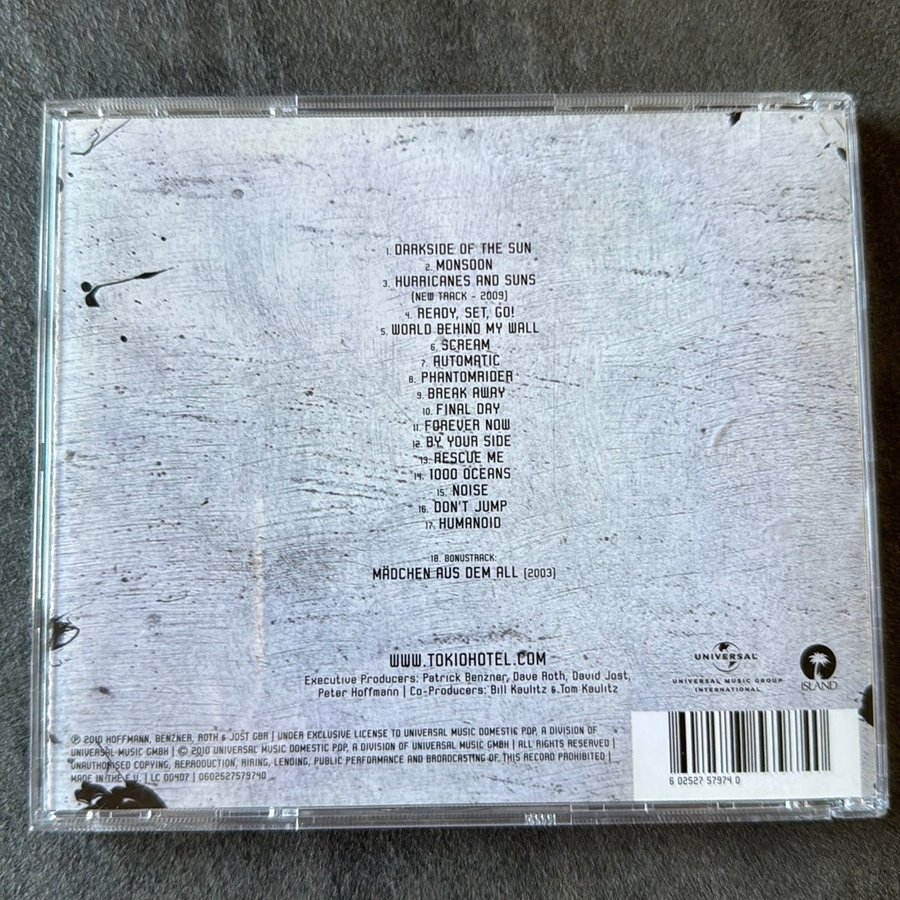 1. DARKSIDE OF THE SUN
2. MONSOON
3. HURRICANES AND SUNS
(NEW TRACK - 2009)
4. READY, SET, GO!
5. WORLD BEHIND MY WALL
6. SCREAM
7. AUTOMATIC
8. PHANTOMRIDER
9. BREAK AWAY
10. FINAL DAY
11. FOREVER NOW
12. BY YOUR SIDE
13. RESCUE ME
14. 1000 OCEANS
15. NOISE
16. DON'T JUMP
17. HUMANOID
18. BONUSTRACK:
MÄDCHEN AUS DEM ALL (2003)
WWW.TOKIOHOTEL.COM
EXECUTIVE PRODUCERS: PATRICK BENZNER, DAVE ROTH, DAVID JOST,
PETER HOFFMANN | CO-PRODUCERS: BILL KAULITZ & TOM KAULITZ
UNIVERSAL
UNIVERSAL MUSIC GROUP
INTERNATIONAL
ISLAND
℗ 2010 HOFFMANN, BENZNER, ROTH & JOST GBR | UNDER EXCLUSIVE LICENSE TO UNIVERSAL MUSIC DOMESTIC POP, A DIVISION OF
UNIVERSAL MUSIC GMBH | © 2010 UNIVERSAL MUSIC DOMESTIC POP, A DIVISION OF UNIVERSAL MUSIC GMBH | ALL RIGHTS RESERVED |
UNAUTHORISED COPYING, REPRODUCTION, HIRING, LENDING, PUBLIC PERFORMANCE AND BROADCASTING OF THIS RECORD PROHIBITED |
MADE IN THE E.U. | LC 00407 | 0602527579740
6 02527 57974 0